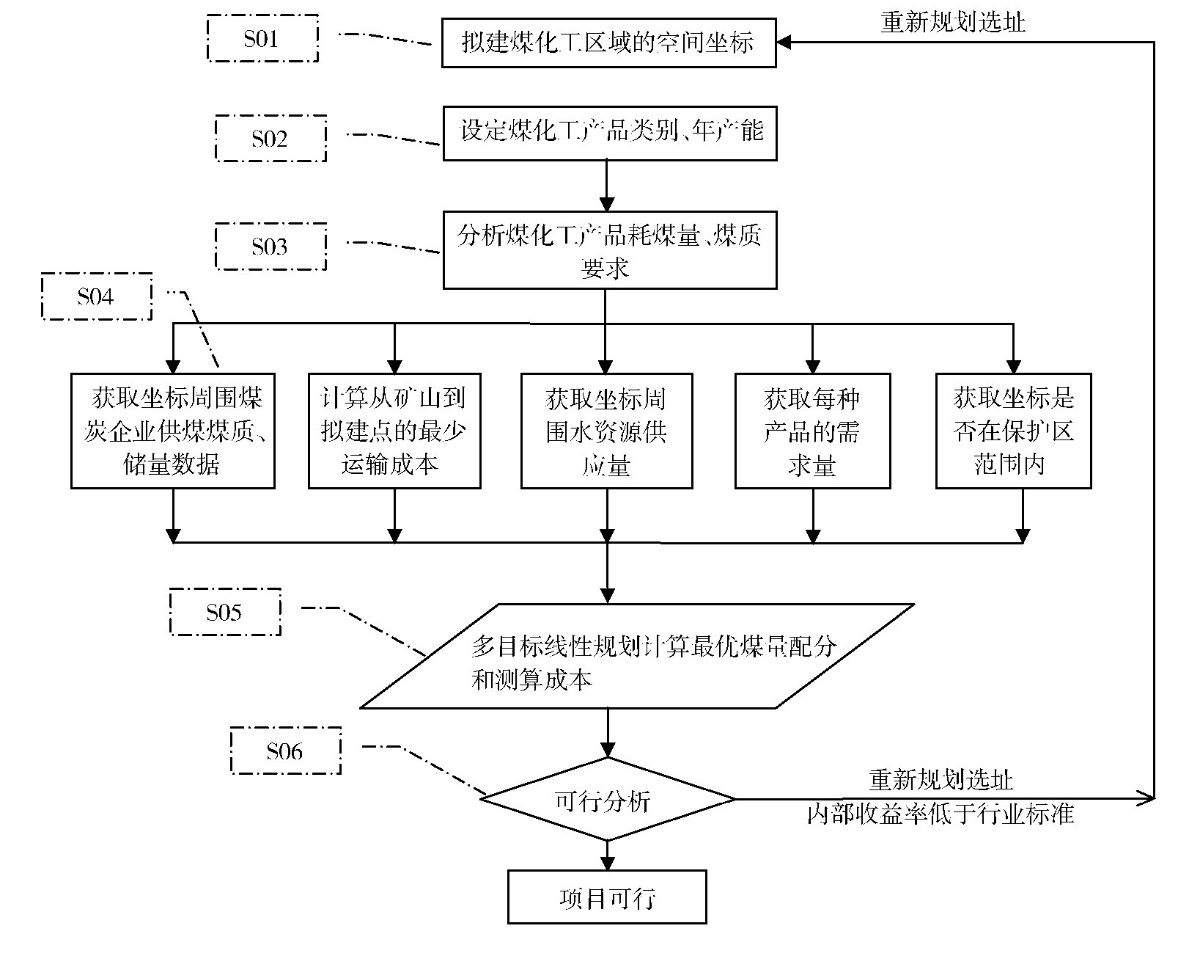 S01
拟建煤化工区域的空间坐标
重新规划选址
S02
设定煤化工产品类别、年产能
S03
分析煤化工产品耗煤量、煤质
要求
S04
获取坐标周围煤
炭企业供煤煤质、
储量数据
计算从矿山到
拟建点的最少
运输成本
获取坐标周
围水资源供
应量
获取每种
产品的需
求量
获取坐标是
否在保护区
范围内
S05
多目标线性规划计算最优煤量配分
和测算成本
S06
可行分析
重新规划选址
内部收益率低于行业标准
项目可行